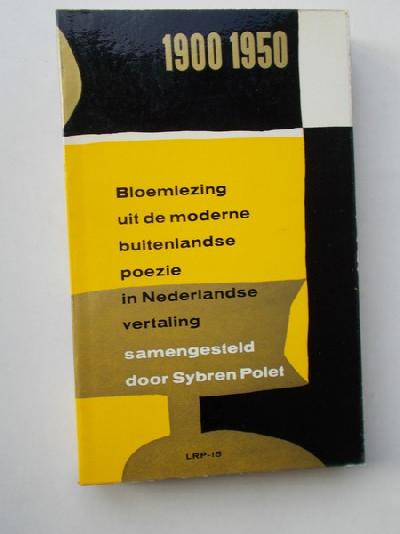 1900 1950
Bloemlezing
uit de moderne
buitenlandse
poezie
in Nederlandse
vertaling
samengesteld
door Sybren Polet
LRP-15